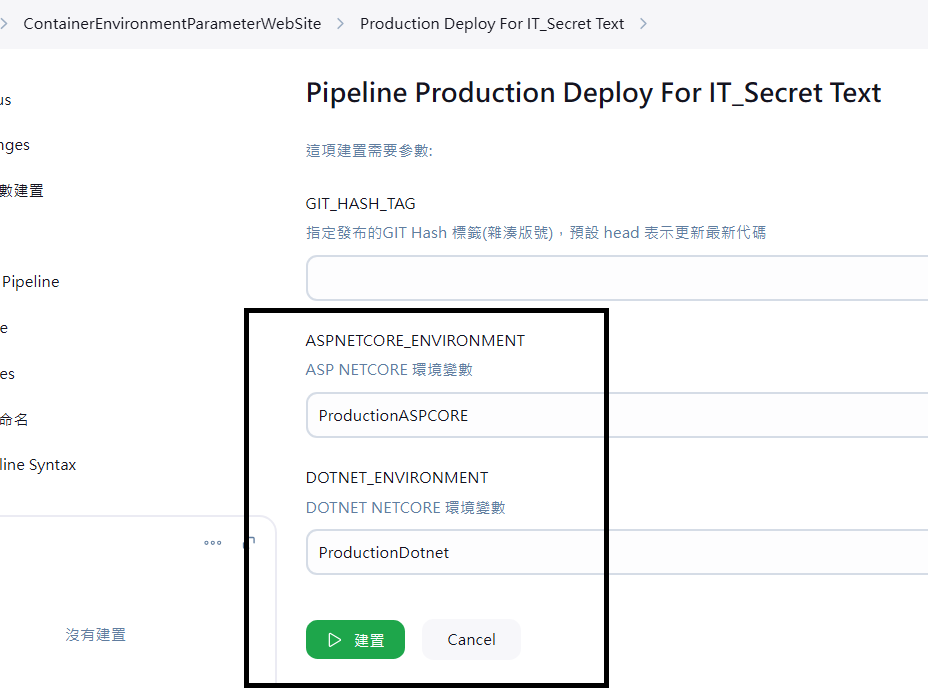 ContainerEnvironmentParameterWebSite
Production Deploy For IT_Secret Text
us
nges
數建置
Pipeline
e
es
命名
line Syntax
沒有建置
Pipeline Production Deploy For IT_Secret Text
這項建置需要參數:
GIT_HASH_TAG
指定發布的GIT Hash 標籤(雜湊版號)，預設 head 表示更新最新代碼
ASPNETCORE_ENVIRONMENT
ASP NETCORE 環境變數
ProductionASPCORE
DOTNET_ENVIRONMENT
DOTNET NETCORE 環境變數
ProductionDotnet
建置
Cancel